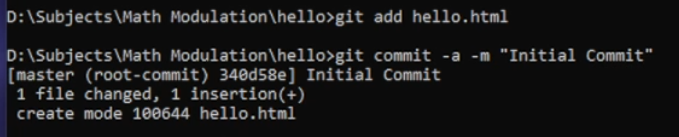 D:\Subjects\Math Modulation\hello>git add hello.html
D:\Subjects\Math Modulation\hello>git commit -a -m "Initial Commit"
[master (root-commit) 340d58e] Initial Commit
1 file changed, 1 insertion(+)
create mode 100644 hello.html